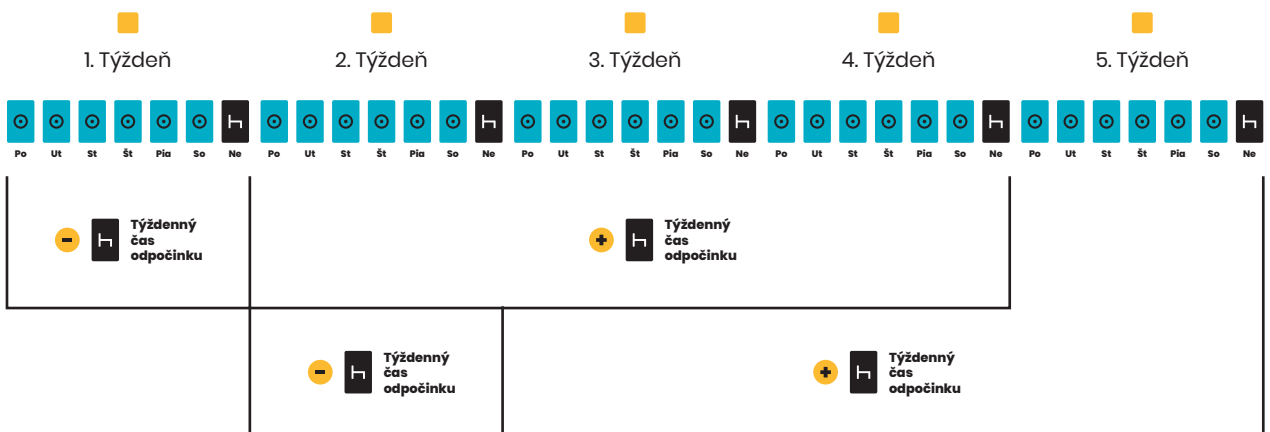 1. Týždeň 2. Týždeň 3. Týždeň 4. Týždeň 5. Týždeň
Po Ut St Št Pia So Ne Po Ut St Št Pia So Ne Po Ut St Št Pia So Ne Po Ut St Št Pia So Ne Po Ut St Št Pia So Ne
Týždenný
čas
odpočinku
Týždenný
čas
odpočinku
Týždenný
čas
odpočinku
Týždenný
čas
odpočinku